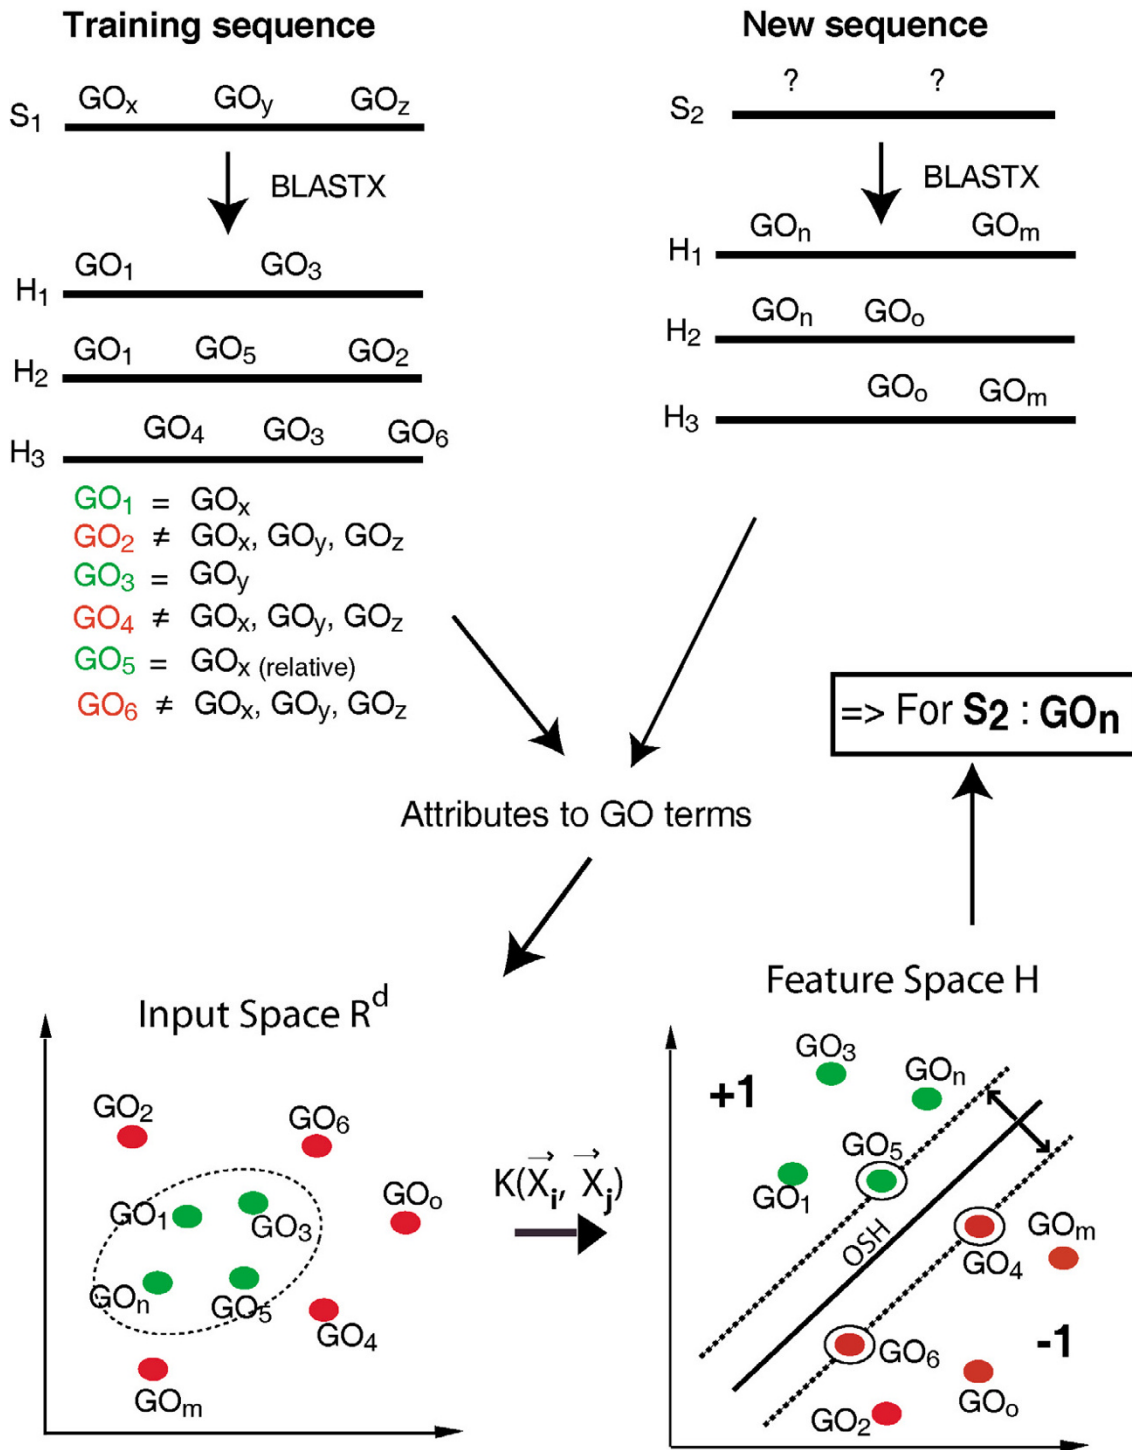 Training sequence
New sequence
S1 GOx GOy GOz
BLASTX
H1 GO1 GO3
H2 GO1 GO5 GO2
H3 GO4 GO3 GO6
GO1 = GOx
GO2 ≠ GOx, GOy, GOz
GO3 = GOy
GO4 ≠ GOx, GOy, GOz
GO5 = GOx (relative)
GO6 ≠ GOx, GOy, GOz
S2 ? ?
BLASTX
H1 GOn GOm
H2 GOn GOo
H3 GOo GOm
=> For S2 : GOn
Attributes to GO terms
Input Space R^d
GO2
GO6
GO1
GO3
GOo
GOn
GO5
GO4
GOm
K(Xi, Xj)
Feature Space H
+1
GO3
GOn
GO5
GO1
OSH
GO4
GOm
GO6
-1
GO2
GOo